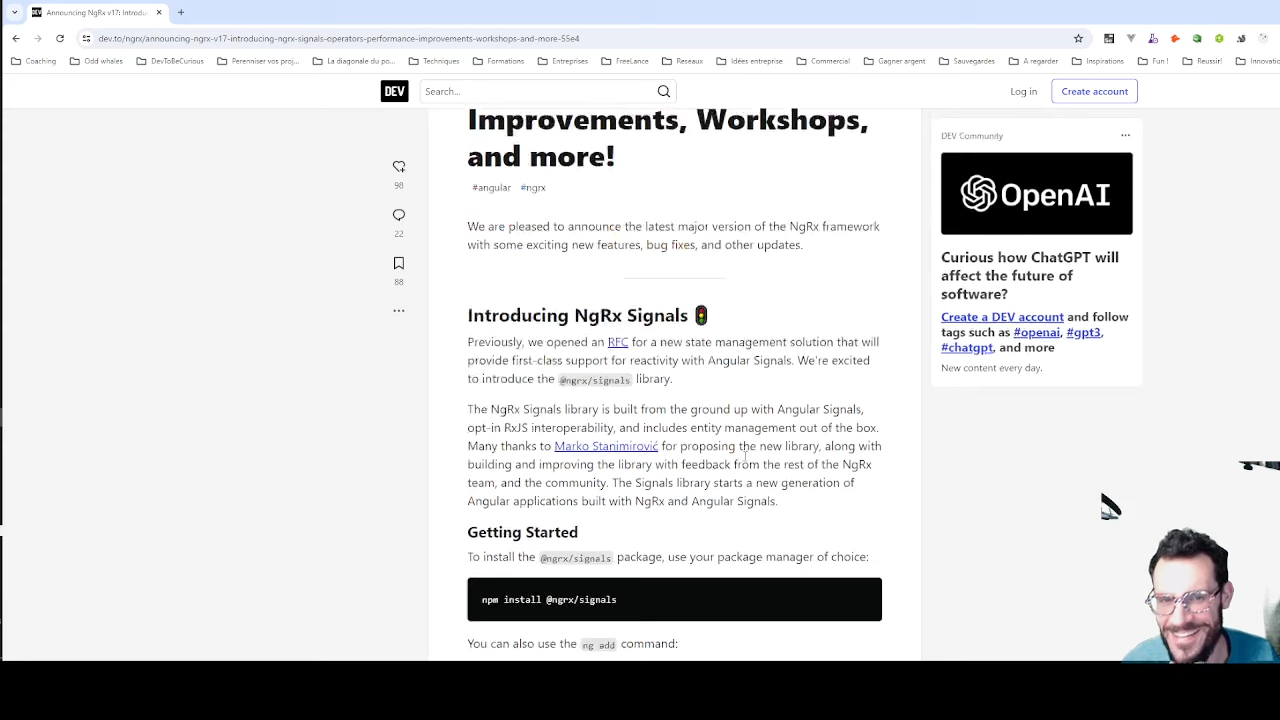 Announcing NgRx v17: Introdu
dev.to/ngrx/announcing-ngrx-v17-introducing-ngrx-signals-operators-performance-improvements-workshops-and-more-55e4
Coaching
Odd whales
DevToBeCurious
Perenniser vos proj...
La diagonale du po...
Techniques
Formations
Entreprises
FreeLance
Reseaux
Idées entreprise
Commercial
Gagner argent
Sauvegardes
A regarder
Inspirations
Fun !
Reussir!
Innovation
DEV
Search...
Log in
Create account
Improvements, Workshops,
and more!
#angular #ngrx
98
22
88
We are pleased to announce the latest major version of the NgRx framework
with some exciting new features, bug fixes, and other updates.
Introducing NgRx Signals
Previously, we opened an RFC for a new state management solution that will
provide first-class support for reactivity with Angular Signals. We're excited
to introduce the @ngrx/signals library.
The NgRx Signals library is built from the ground up with Angular Signals,
opt-in RxJS interoperability, and includes entity management out of the box.
Many thanks to Marko Stanimirović for proposing the new library, along with
building and improving the library with feedback from the rest of the NgRx
team, and the community. The Signals library starts a new generation of
Angular applications built with NgRx and Angular Signals.
Getting Started
To install the @ngrx/signals package, use your package manager of choice:
npm install @ngrx/signals
You can also use the ng add command:
DEV Community
OpenAI
Curious how ChatGPT will
affect the future of
software?
Create a DEV account and follow
tags such as #openai, #gpt3,
#chatgpt, and more
New content every day.